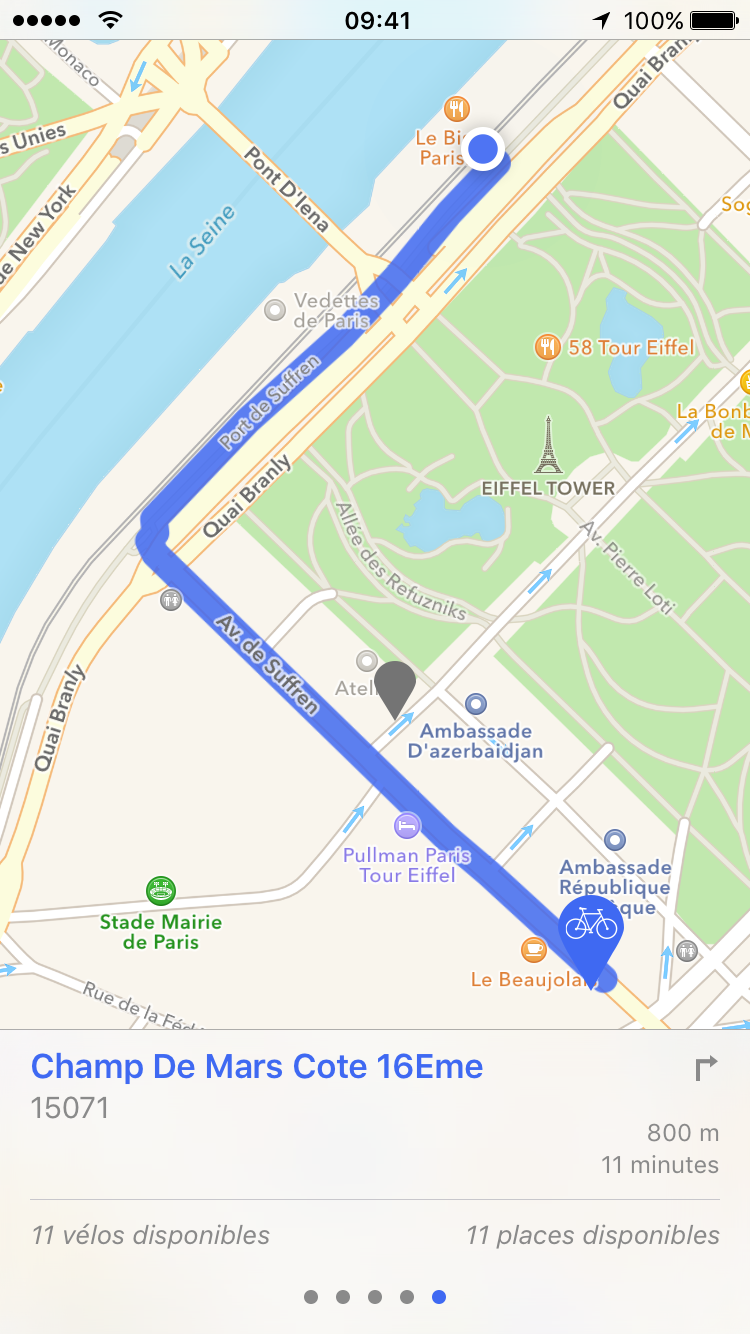 09:41
100%
Monaco
Quai Branly
s Unies
Le Bi
Paris
Pont D'Iena
de New York
La Seine
Sog
Vedettes
de Paris
58 Tour Eiffel
Port de Suffren
La Bonb
de M
Quai Branly
EIFFEL TOWER
Allée des Refuzniks
Av. Pierre Loti
Av. de Suffren
Quai Branly
Atel
Ambassade
D'azerbaidjan
Pullman Paris
Tour Eiffel
Ambassade
République
que
Stade Mairie
de Paris
Le Beaujolais
Rue de la Féd
Champ De Mars Cote 16Eme
15071
800 m
11 minutes
11 vélos disponibles
11 places disponibles